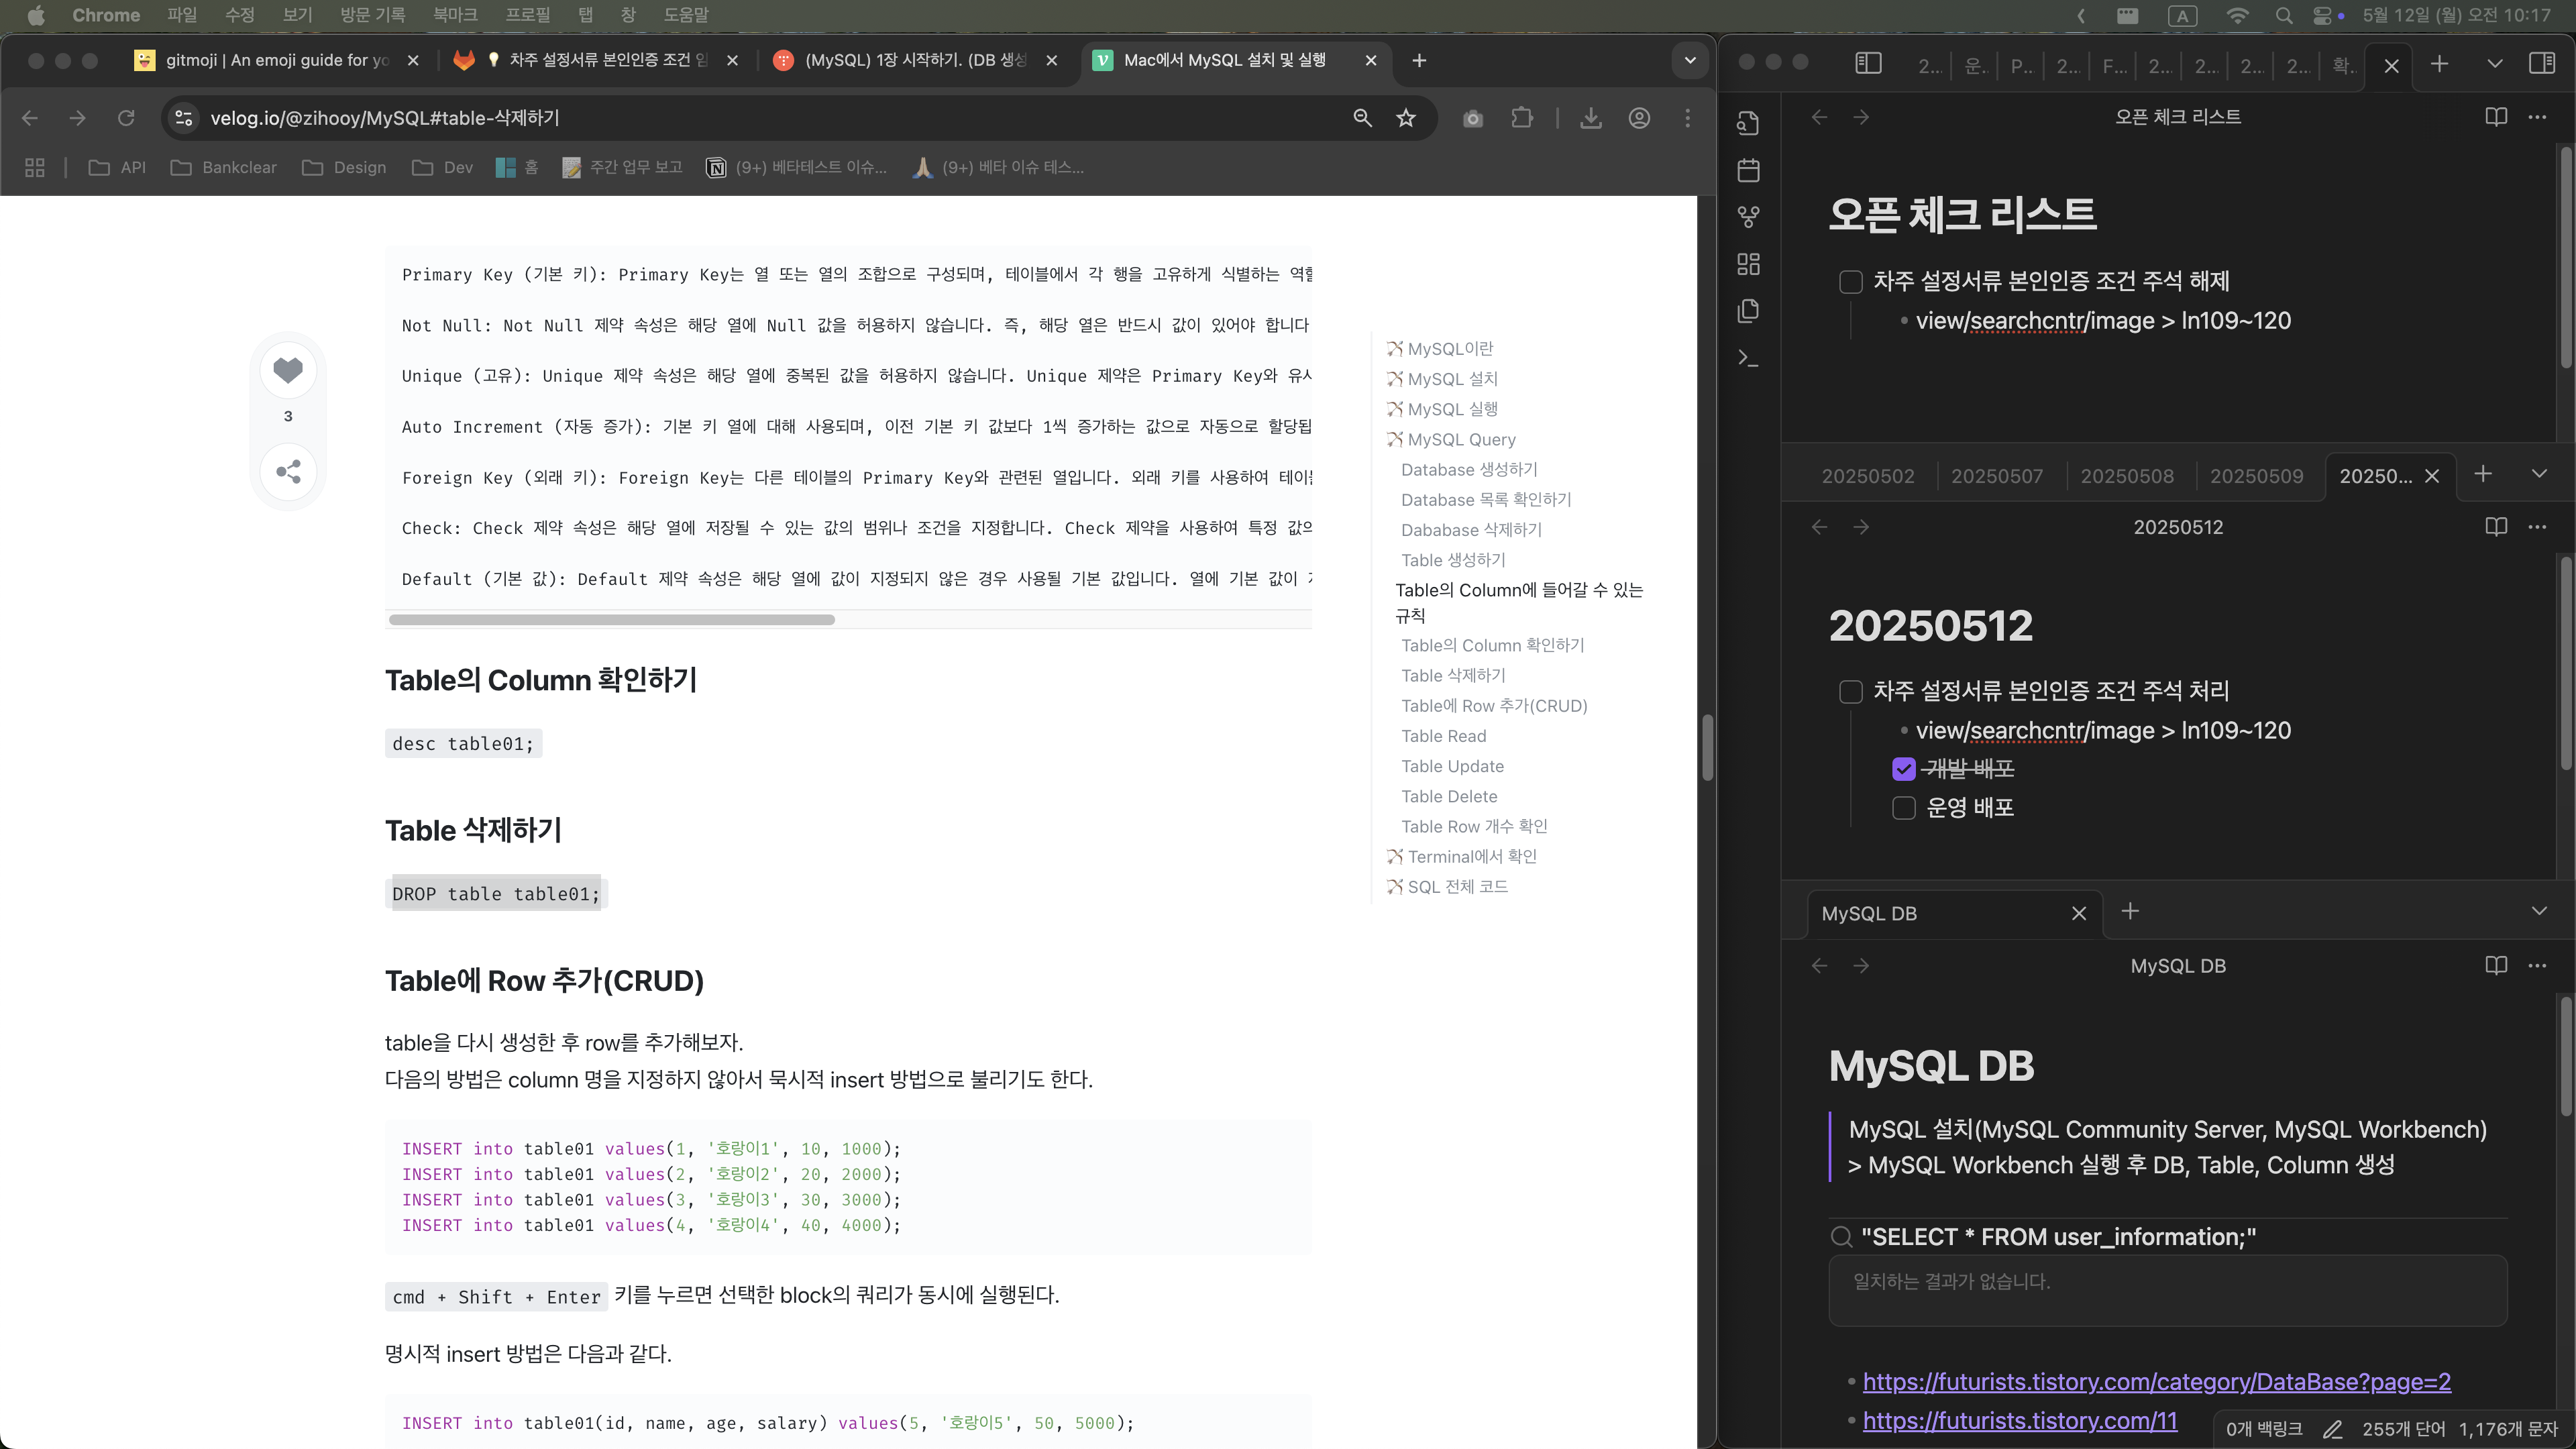 Chrome 파일 수정 보기 방문 기록 북마크 프로필 탭 창 도움말
A 5월 12일 (월) 오전 10:17
gitmoji | An emoji guide for yo
차주 설정서류 본인인증 조건 임
(MySQL) 1장 시작하기. (DB 생성
Mac에서 MySQL 설치 및 실행
velog.io/@zihooy/MySQL#table-삭제하기
API Bankclear Design Dev 홈 주간 업무 보고 (9+) 베타테스트 이슈... (9+) 베타 이슈 테스...
3
Primary Key (기본 키): Primary Key는 열 또는 열의 조합으로 구성되며, 테이블에서 각 행을 고유하게 식별하는 역할
Not Null: Not Null 제약 속성은 해당 열에 Null 값을 허용하지 않습니다. 즉, 해당 열은 반드시 값이 있어야 합니다
Unique (고유): Unique 제약 속성은 해당 열에 중복된 값을 허용하지 않습니다. Unique 제약은 Primary Key와 유사
Auto Increment (자동 증가): 기본 키 열에 대해 사용되며, 이전 기본 키 값보다 1씩 증가하는 값으로 자동으로 할당됩
Foreign Key (외래 키): Foreign Key는 다른 테이블의 Primary Key와 관련된 열입니다. 외래 키를 사용하여 테이블
Check: Check 제약 속성은 해당 열에 저장될 수 있는 값의 범위나 조건을 지정합니다. Check 제약을 사용하여 특정 값의
Default (기본 값): Default 제약 속성은 해당 열에 값이 지정되지 않은 경우 사용될 기본 값입니다. 열에 기본 값이
Table의 Column 확인하기
desc table01;
Table 삭제하기
DROP table table01;
Table에 Row 추가(CRUD)
table을 다시 생성한 후 row를 추가해보자.
다음의 방법은 column 명을 지정하지 않아서 묵시적 insert 방법으로 불리기도 한다.
INSERT into table01 values(1, '호랑이1', 10, 1000);
INSERT into table01 values(2, '호랑이2', 20, 2000);
INSERT into table01 values(3, '호랑이3', 30, 3000);
INSERT into table01 values(4, '호랑이4', 40, 4000);
cmd + Shift + Enter 키를 누르면 선택한 block의 쿼리가 동시에 실행된다.
명시적 insert 방법은 다음과 같다.
INSERT into table01(id, name, age, salary) values(5, '호랑이5', 50, 5000);
MySQL이란
MySQL 설치
MySQL 실행
MySQL Query
Database 생성하기
Database 목록 확인하기
Dababase 삭제하기
Table 생성하기
Table의 Column에 들어갈 수 있는
규칙
Table의 Column 확인하기
Table 삭제하기
Table에 Row 추가(CRUD)
Table Read
Table Update
Table Delete
Table Row 개수 확인
Terminal에서 확인
SQL 전체 코드
2... 운. P... 2... F... 2... 2... 2... 2... 확.
오픈 체크 리스트
오픈 체크 리스트
차주 설정서류 본인인증 조건 주석 해제
view/searchcntr/image > ln109~120
20250502 20250507 20250508 20250509 20250...
20250512
20250512
차주 설정서류 본인인증 조건 주석 처리
view/searchcntr/image > ln109~120
개발 배포
운영 배포
MySQL DB
MySQL DB
MySQL DB
MySQL 설치(MySQL Community Server, MySQL Workbench)
> MySQL Workbench 실행 후 DB, Table, Column 생성
"SELECT * FROM user_information;"
일치하는 결과가 없습니다.
https://futurists.tistory.com/category/DataBase?page=2
https://futurists.tistory.com/11
0개 백링크 255개 단어 1,176개 문자